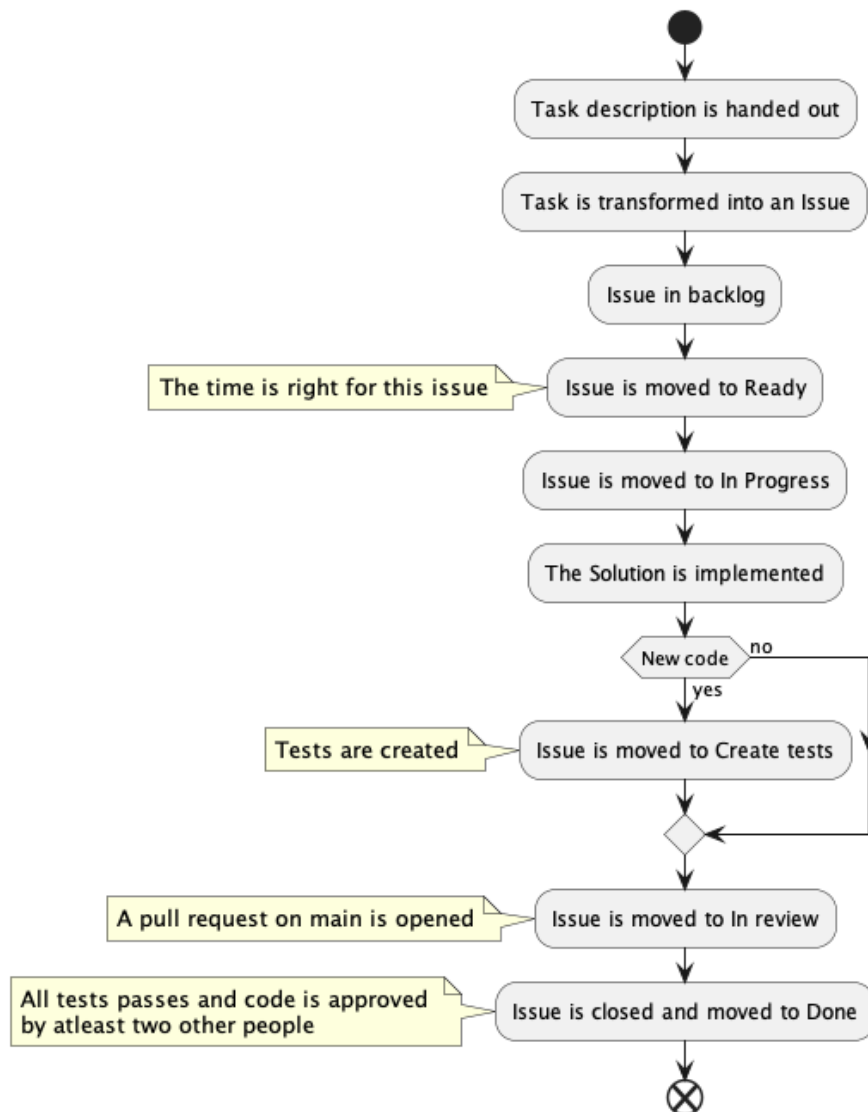 Task description is handed out
Task is transformed into an Issue
Issue in backlog
The time is right for this issue
Issue is moved to Ready
Issue is moved to In Progress
The Solution is implemented
New code
no
yes
Tests are created
Issue is moved to Create tests
A pull request on main is opened
Issue is moved to In review
All tests passes and code is approved
by atleast two other people
Issue is closed and moved to Done